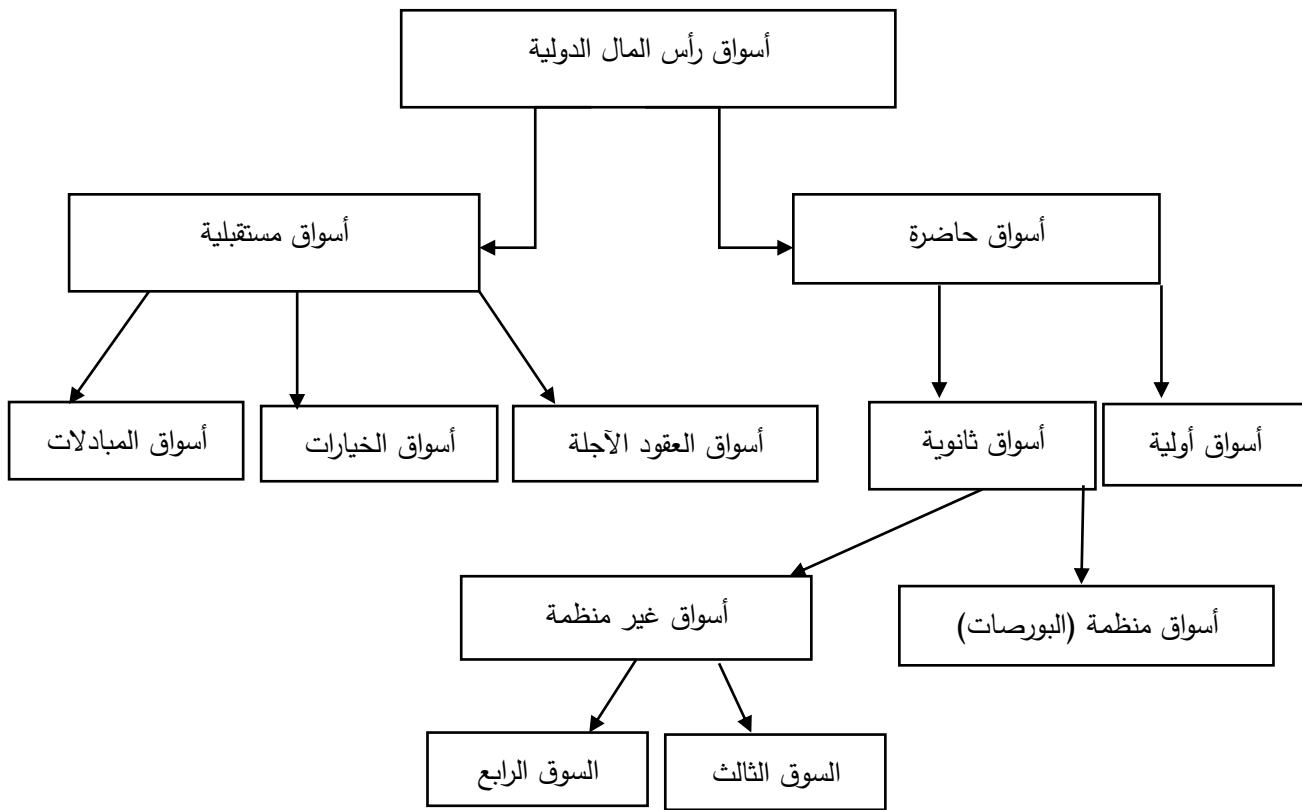 أسواق رأس المال الدولية
أسواق حاضرة
أسواق مستقبلية
أسواق أولية
أسواق ثانوية
أسواق العقود الآجلة
أسواق الخيارات
أسواق المبادلات
أسواق منظمة (البورصات)
أسواق غير منظمة
السوق الثالث
السوق الرابع